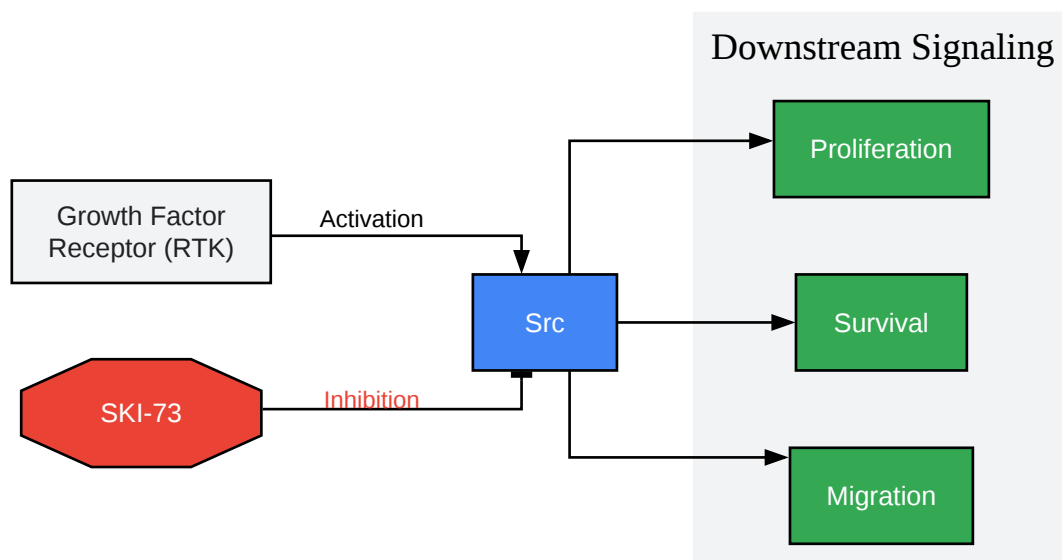 Downstream Signaling
Proliferation
Growth Factor
Receptor (RTK)
Activation
Src
Survival
SKI-73
Inhibition
Migration